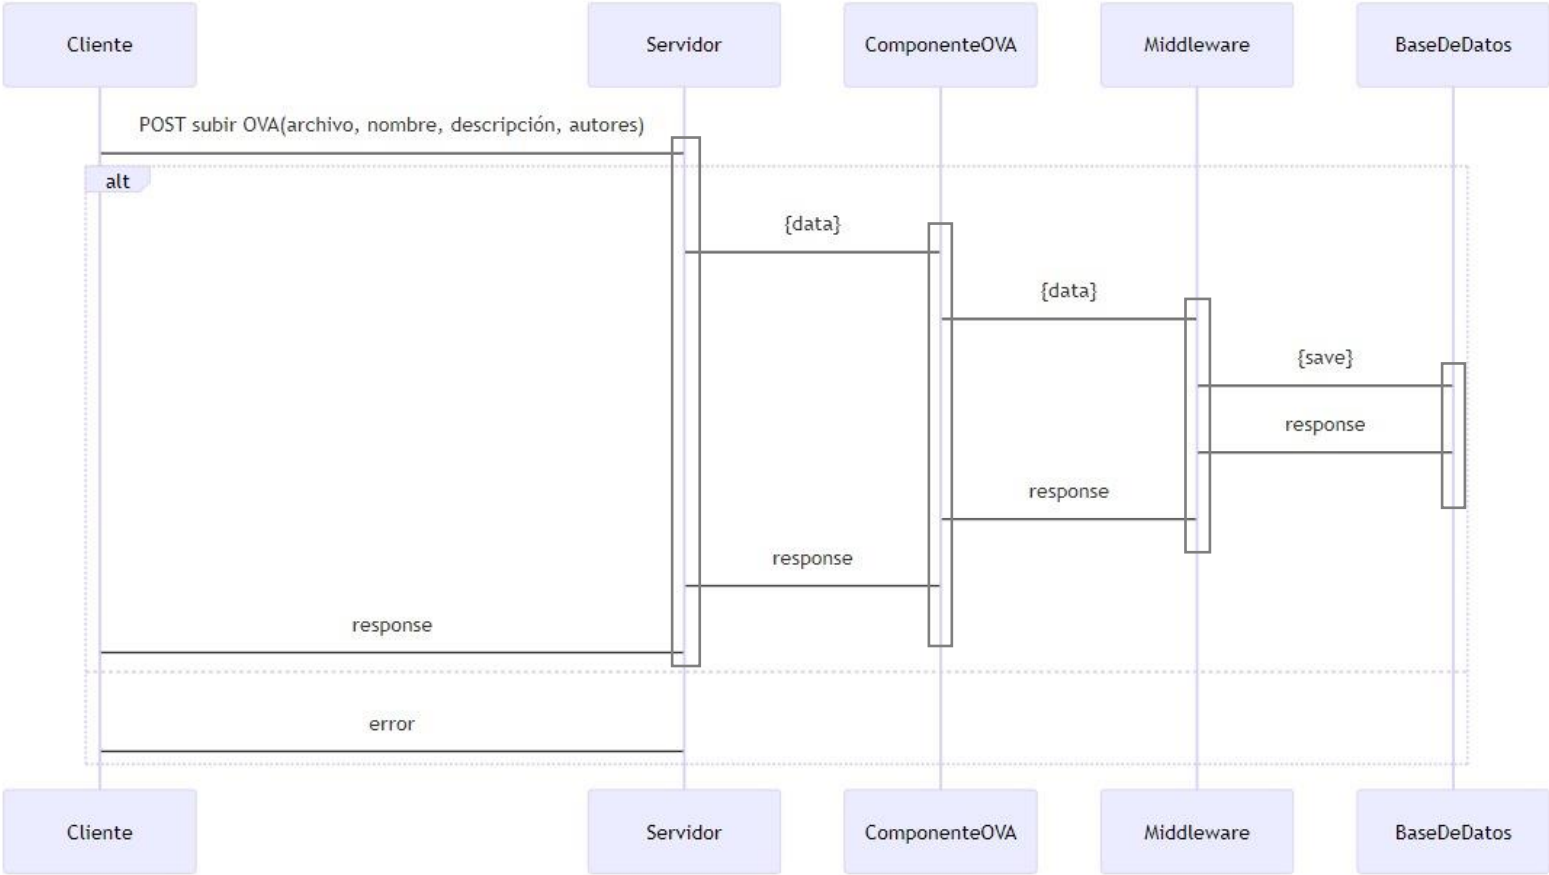 Cliente
Servidor
ComponenteOVA
Middleware
BaseDeDatos
POST subir OVA(archivo, nombre, descripción, autores)
alt
{data}
{data}
{save}
response
response
response
response
error
Cliente
Servidor
ComponenteOVA
Middleware
BaseDeDatos